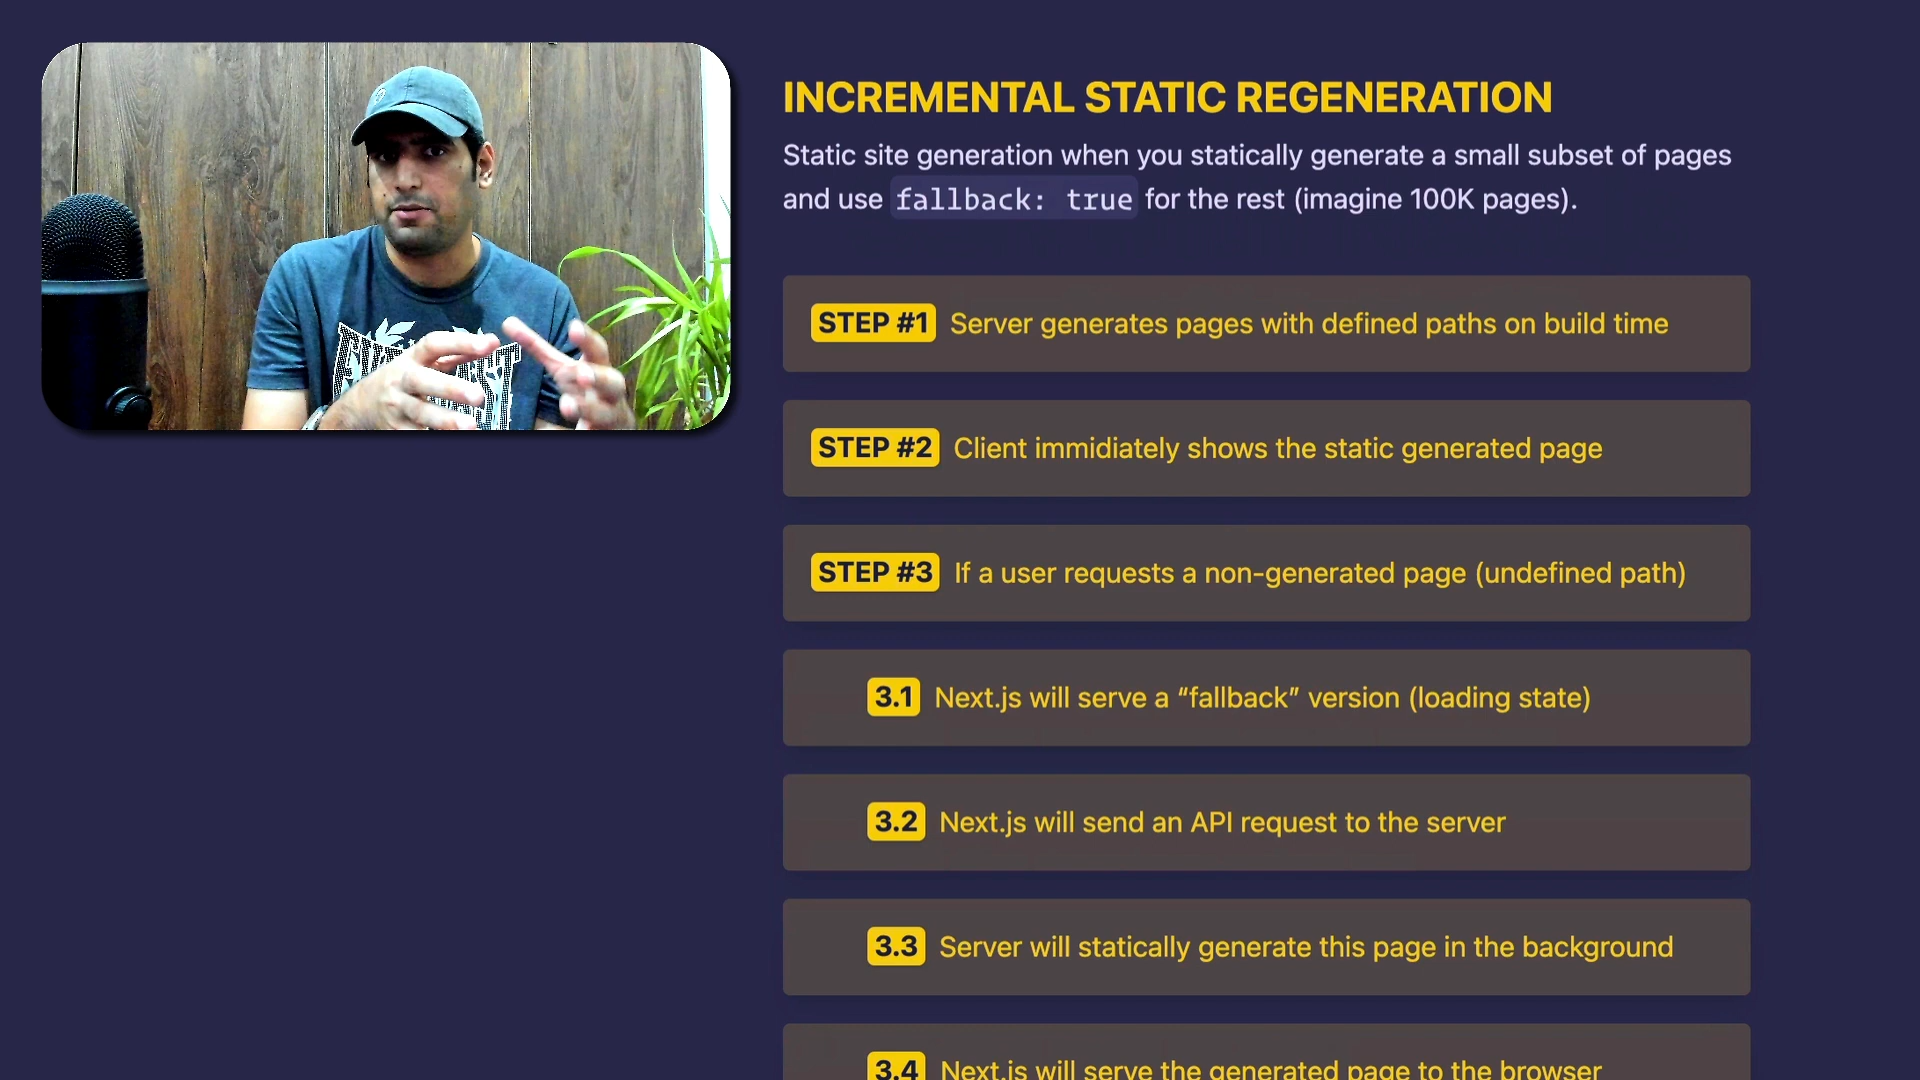 INCREMENTAL STATIC REGENERATION
Static site generation when you statically generate a small subset of pages
and use fallback: true for the rest (imagine 100K pages).
STEP #1 Server generates pages with defined paths on build time
STEP #2 Client immidiately shows the static generated page
STEP #3 If a user requests a non-generated page (undefined path)
3.1 Next.js will serve a “fallback” version (loading state)
3.2 Next.js will send an API request to the server
3.3 Server will statically generate this page in the background
3.4 Next.js will serve the generated page to the browser